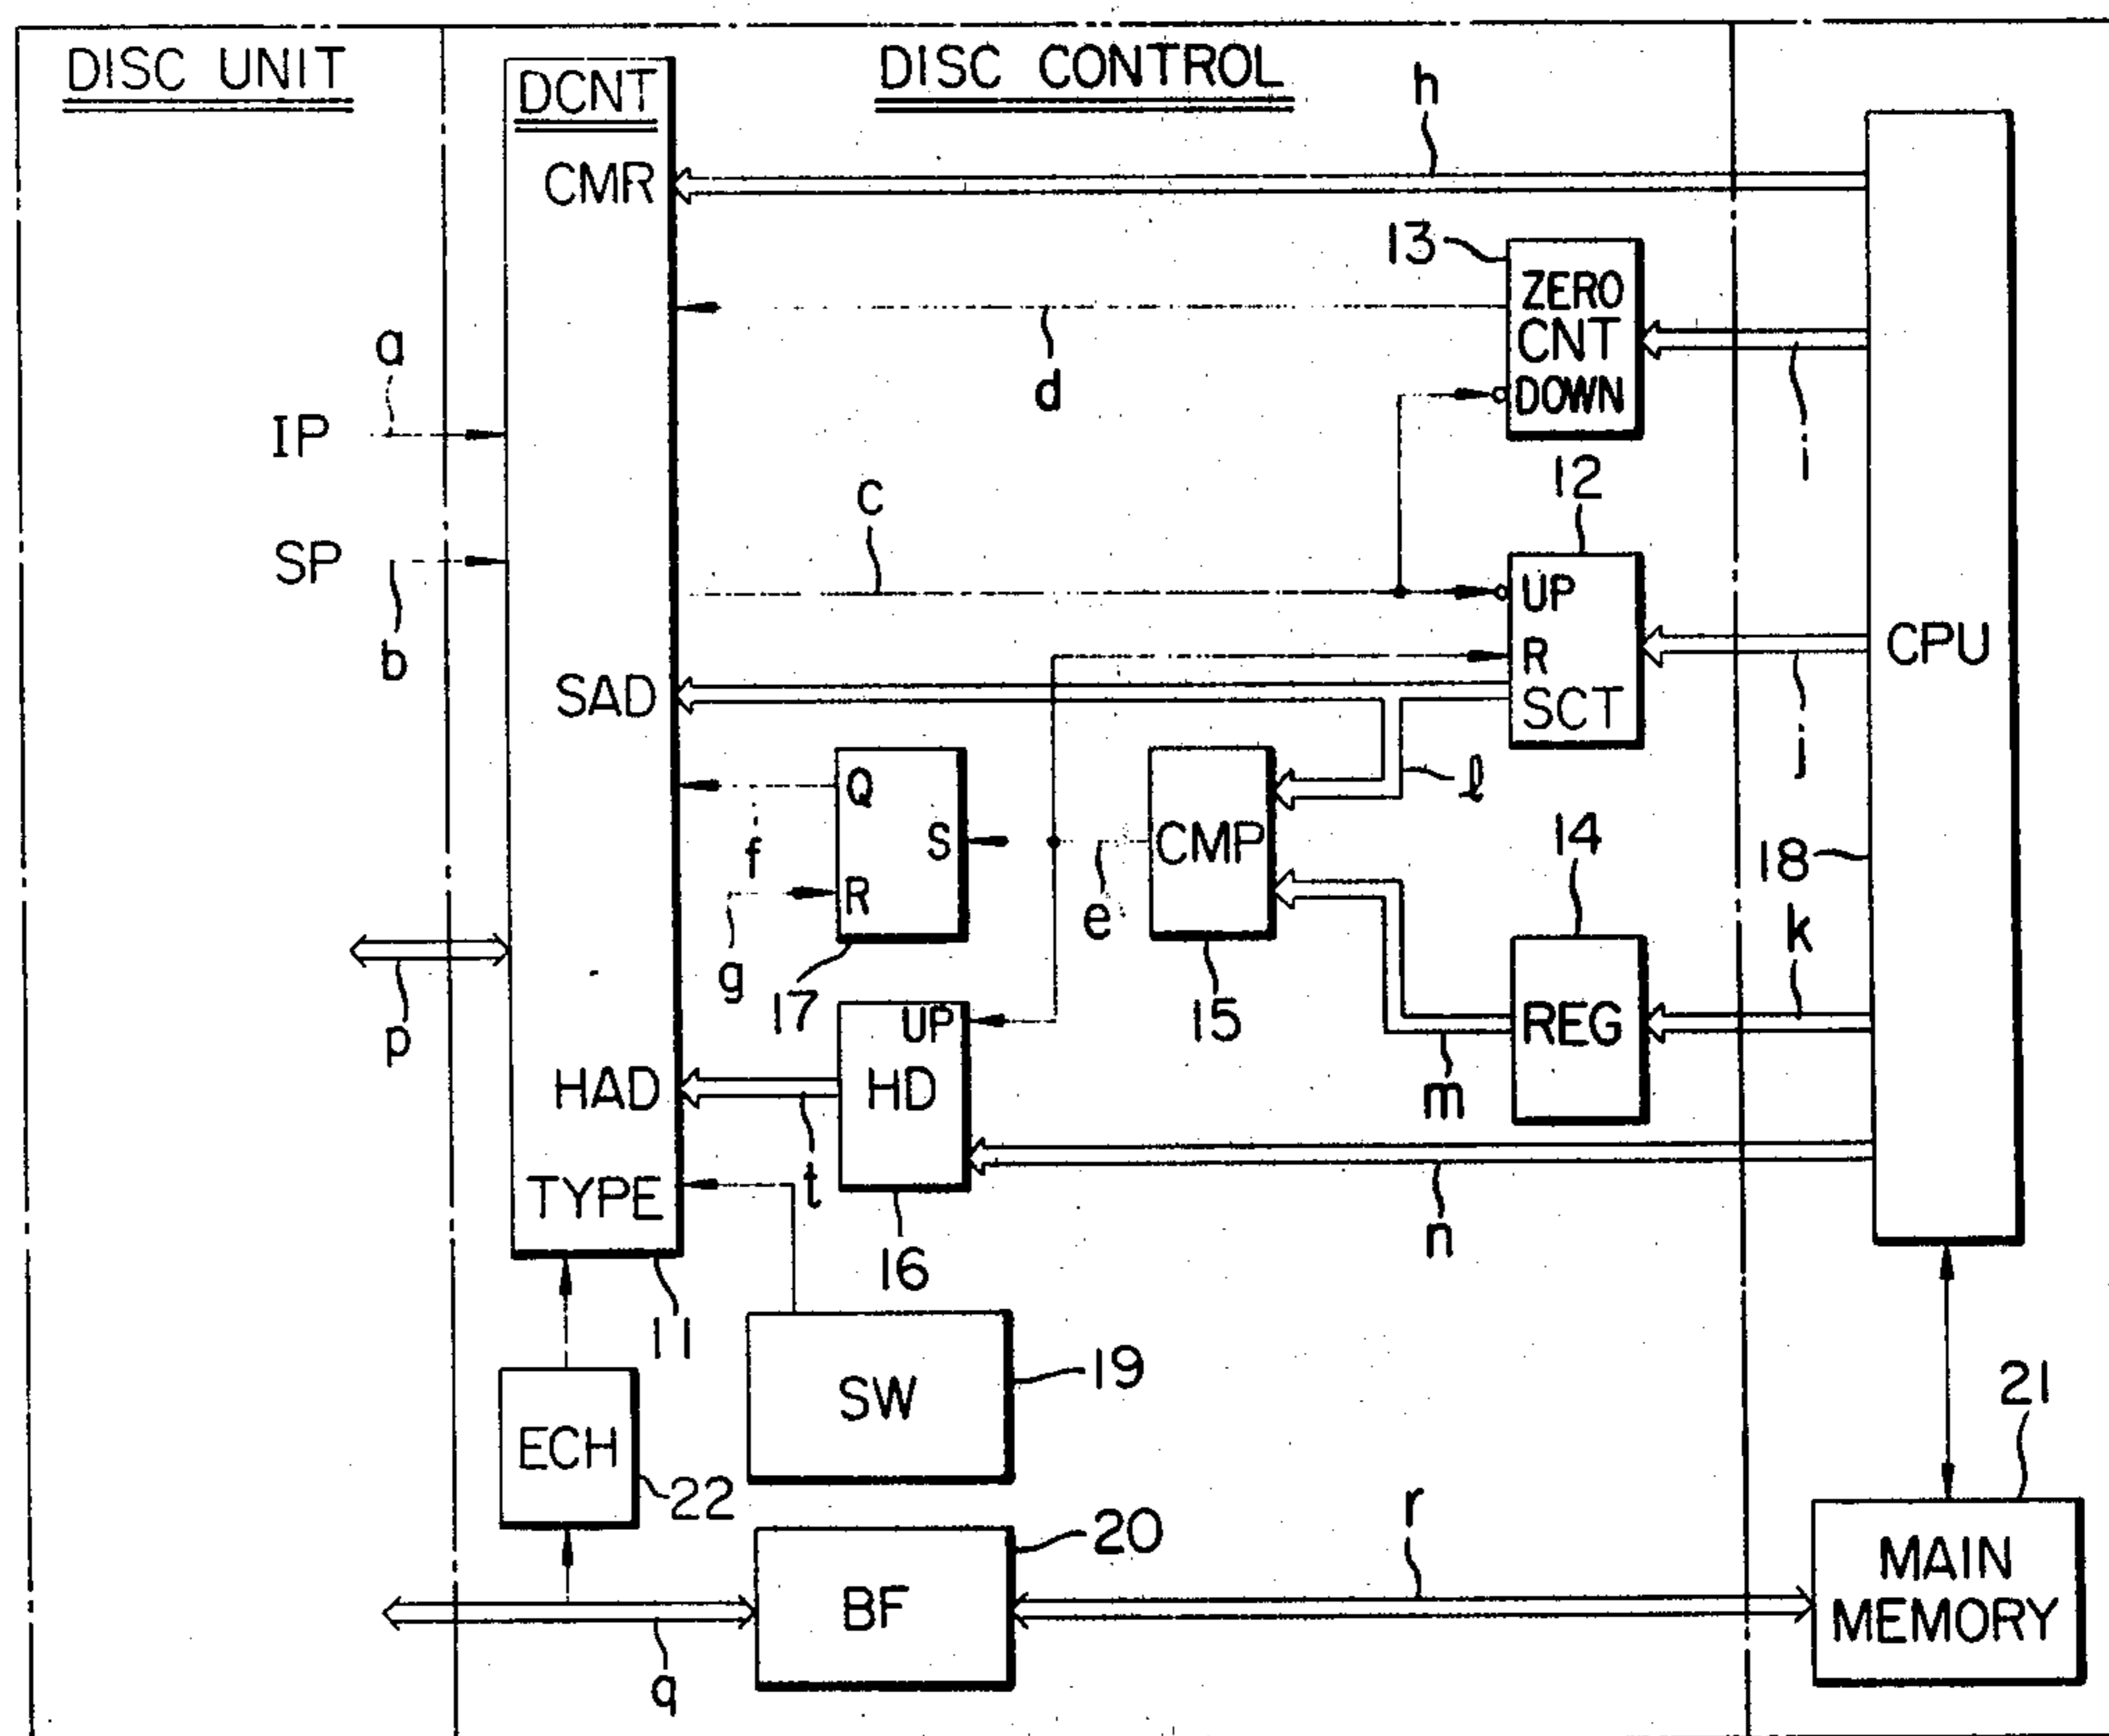 DISC UNIT
DISC CONTROL
DCNT
h
CMR
13
ZERO
CNT
DOWN
a
d
i
IP
12
c
SP
UP
R
SCT
CPU
b
SAD
j
Q
S
R
l
14
f
CMP
18
e
k
g
17
15
UP
REG
p
HAD
HD
m
t
TYPE
n
16
11
19
SW
21
ECH
22
r
20
MAIN
MEMORY
BF
q